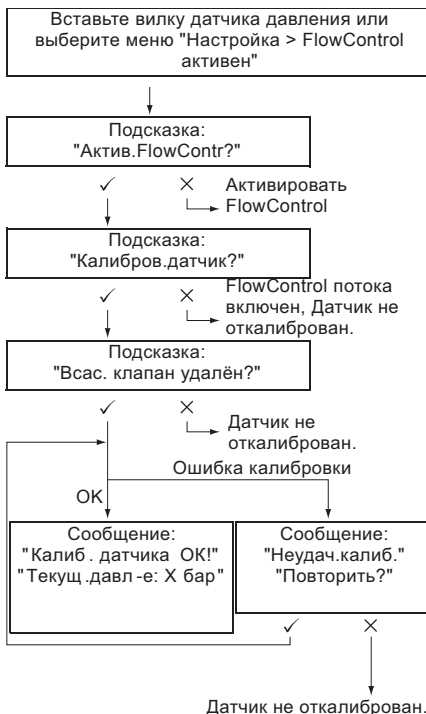 Вставьте вилку датчика давления или
выберите меню "Настройка > FlowControl
активен"
Подсказка:
"Актив.FlowContr?"
✓ ✕ Активировать
FlowControl
Подсказка:
"Калибров.датчик?"
✓ ✕ FlowControl потока
включен, Датчик не
откалиброван.
Подсказка:
"Всас. клапан удалён?"
✓ ✕
Датчик не
откалиброван.
Ошибка калибровки
OK
Сообщение:
"Калиб . датчика ОК!"
"Текущ .давл -е: X бар"
Сообщение:
"Неудач.калиб."
"Повторить?"
✓ ✕
Датчик не откалиброван.